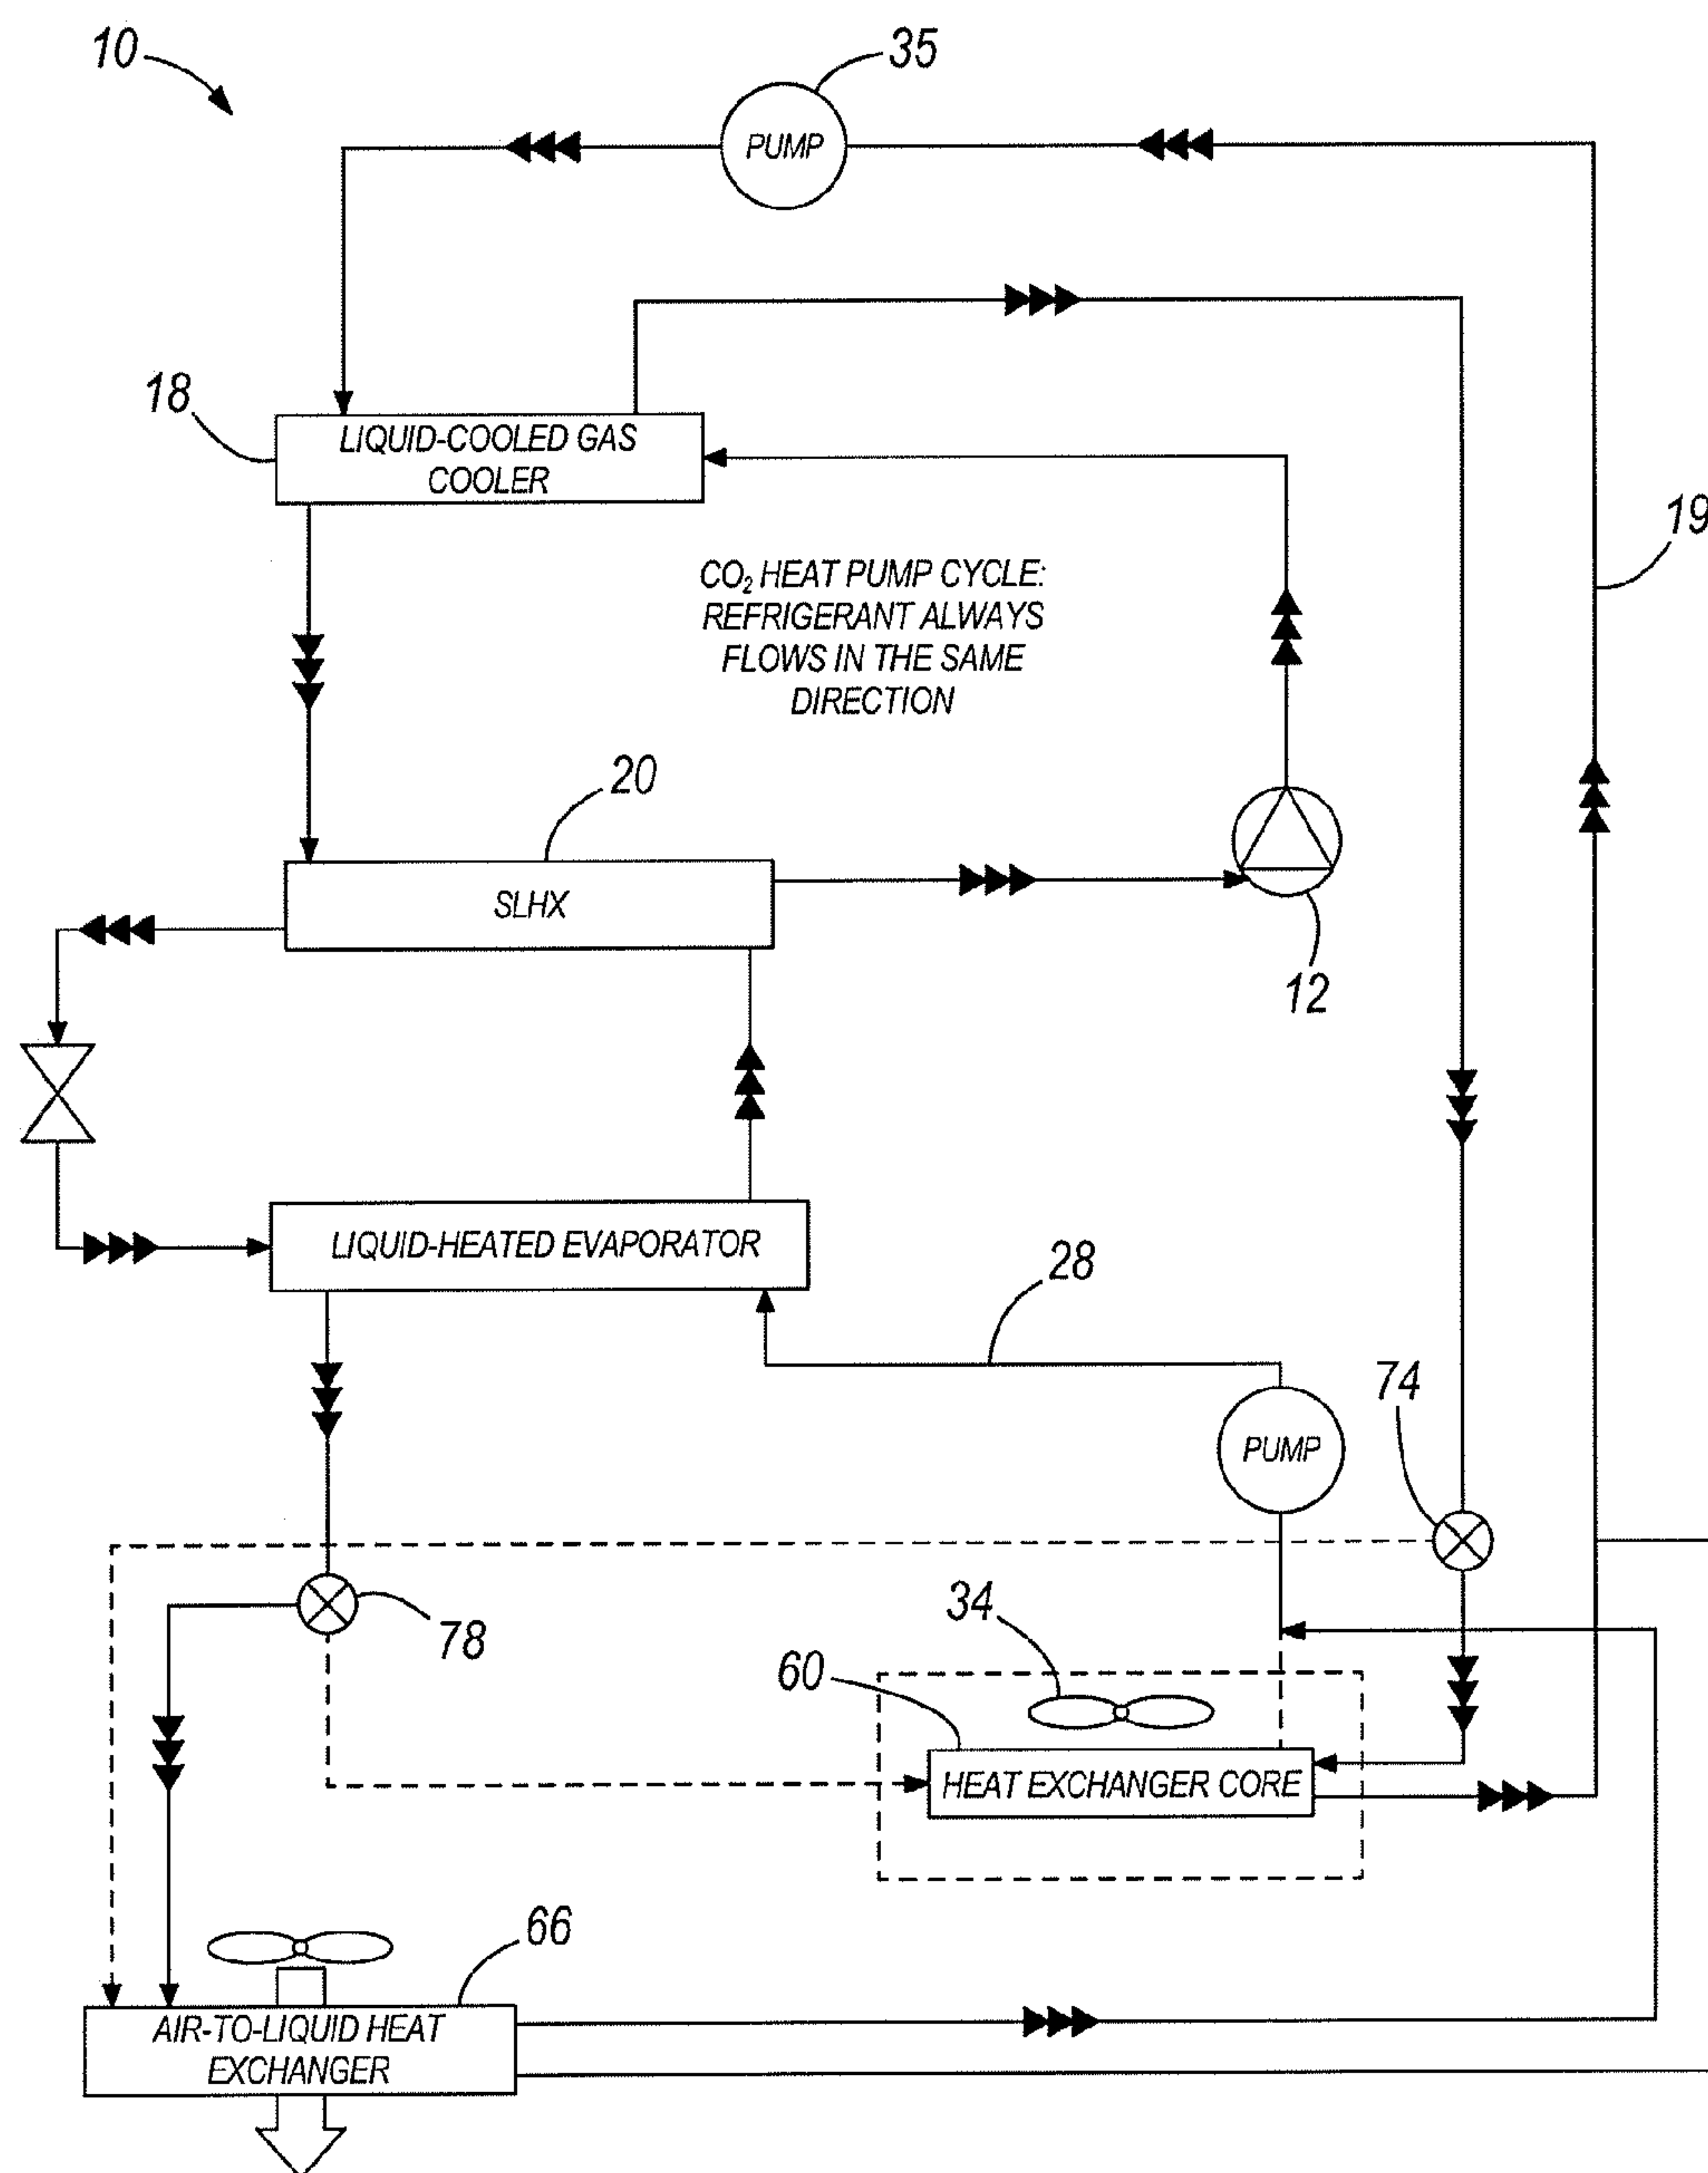 10
35
PUMP
18
LIQUID-COOLED GAS
COOLER
19
CO₂ HEAT PUMP CYCLE:
REFRIGERANT ALWAYS
FLOWS IN THE SAME
DIRECTION
20
SLHX
12
LIQUID-HEATED EVAPORATOR
28
74
PUMP
78
34
60
HEAT EXCHANGER CORE
66
AIR-TO-LIQUID HEAT
EXCHANGER